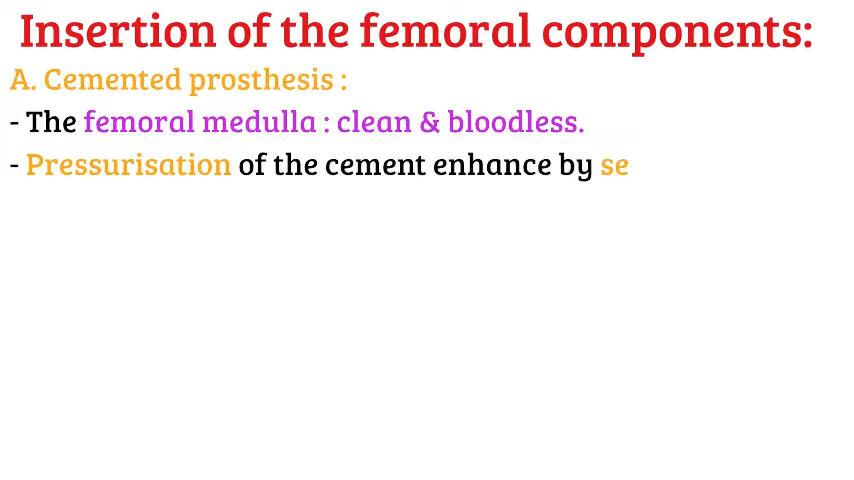 Insertion of the femoral components:
A. Cemented prosthesis :
- The femoral medulla : clean & bloodless.
- Pressurisation of the cement enhance by se